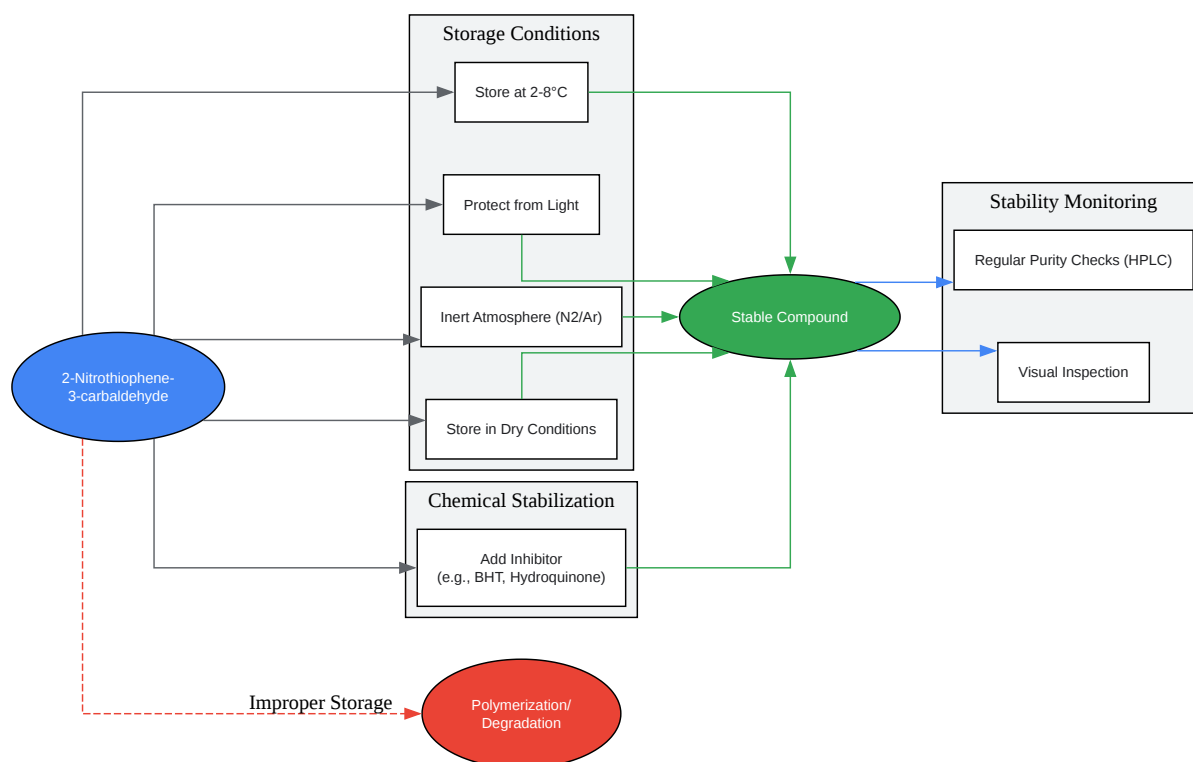 Storage Conditions
Store at 2-8°C
Protect from Light
Inert Atmosphere (N2/Ar)
Store in Dry Conditions
Chemical Stabilization
Add Inhibitor
(e.g., BHT, Hydroquinone)
2-Nitrothiophene-
3-carbaldehyde
Improper Storage
Polymerization/
Degradation
Stable Compound
Stability Monitoring
Regular Purity Checks (HPLC)
Visual Inspection